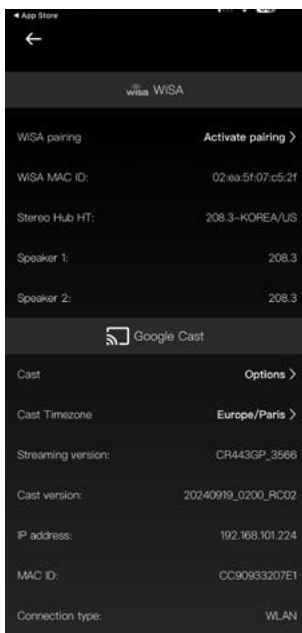 ◀ App Store
←
wisa WiSA
WiSA pairing Activate pairing >
WiSA MAC ID: 02:ea:5f:07:c5:2f
Stereo Hub HT: 208.3-KOREA/US
Speaker 1: 208.3
Speaker 2: 208.3
Google Cast
Cast Options >
Cast Timezone Europe/Paris >
Streaming version: CR443GP_3566
Cast version: 20240919_0200_RC02
IP address: 192.168.101.224
MAC ID: CC90933207E1
Connection type: WLAN